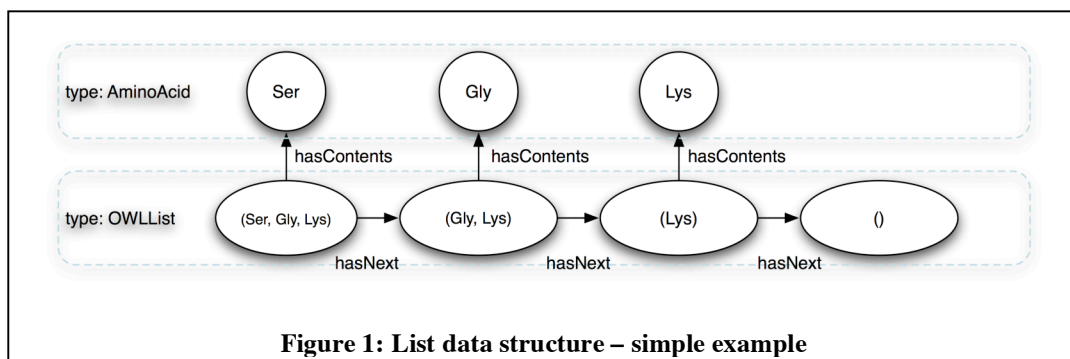 type: AminoAcid
Ser
Gly
Lys
hasContents
hasContents
hasContents
type: OWLList
(Ser, Gly, Lys)
(Gly, Lys)
(Lys)
()
hasNext
hasNext
hasNext
Figure 1: List data structure – simple example